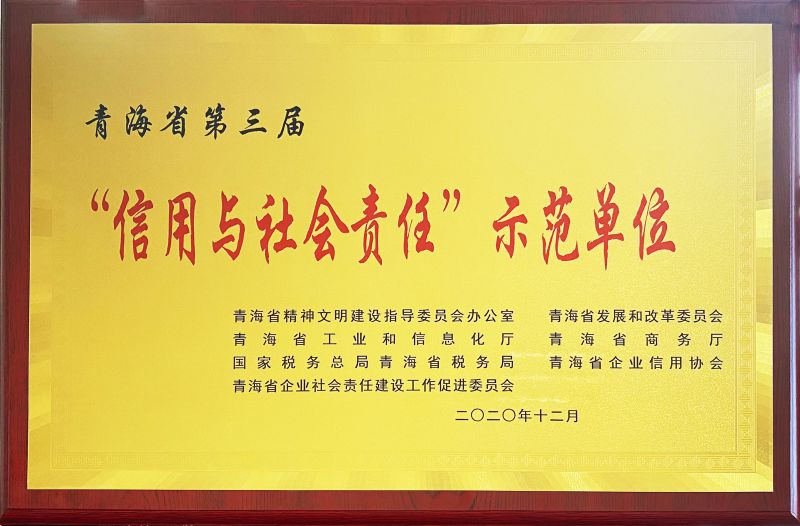 青海省第三届
“信用与社会责任”示范单位
青海省精神文明建设指导委员会办公室 青海省发展和改革委员会
青海省工业和信息化厅 青海省商务厅
国家税务总局青海省税务局 青海省企业信用协会
青海省企业社会责任建设工作促进委员会
二〇二〇年十二月